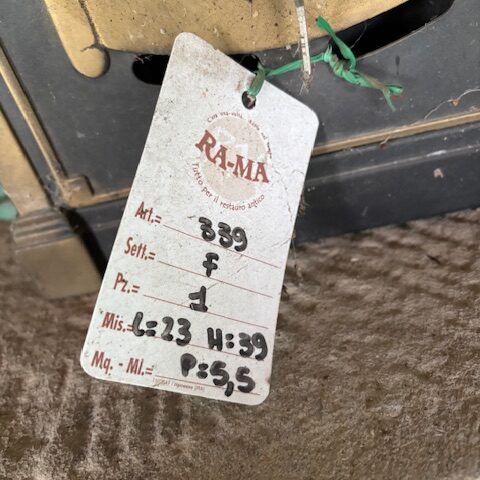 RA-MA
Tutto per il restauro antico
Art.= 339
Sett.= F
Pz.= 1
Mis.= L=23 H=39
Mq. - Ml.= P=5,5